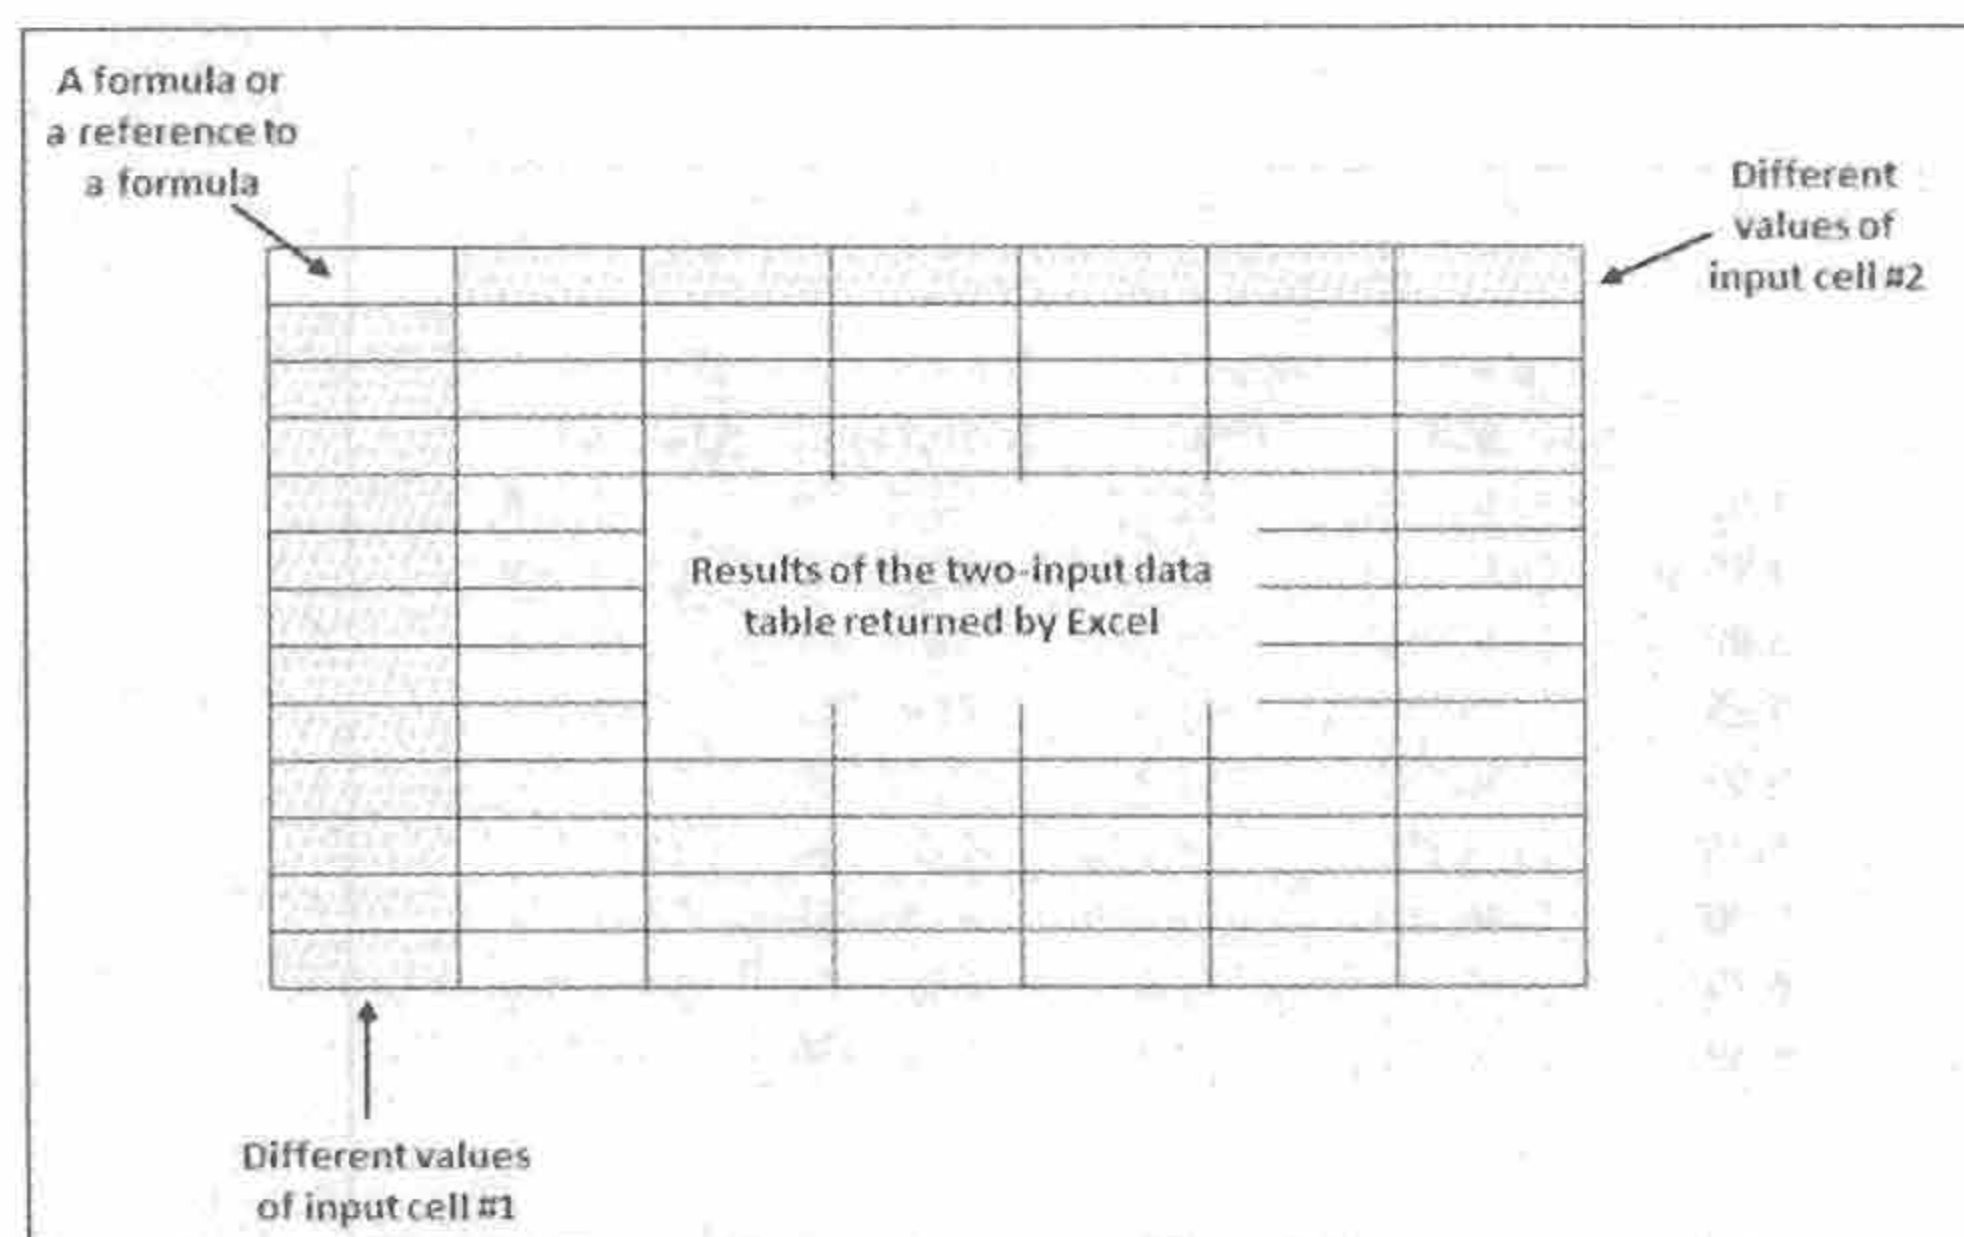 A formula or
a reference to
a formula
Different
values of
input cell #2
Results of the two-input data
table returned by Excel
Different values
of input cell #1